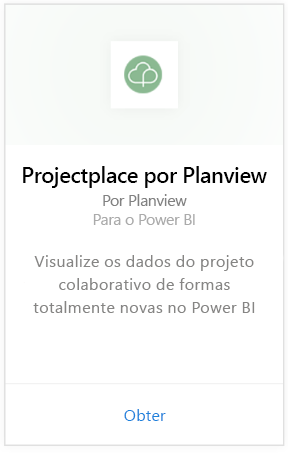 Projectplace por Planview
Por Planview
Para o Power BI
Visualize os dados do projeto
colaborativo de formas
totalmente novas no Power BI
Obter